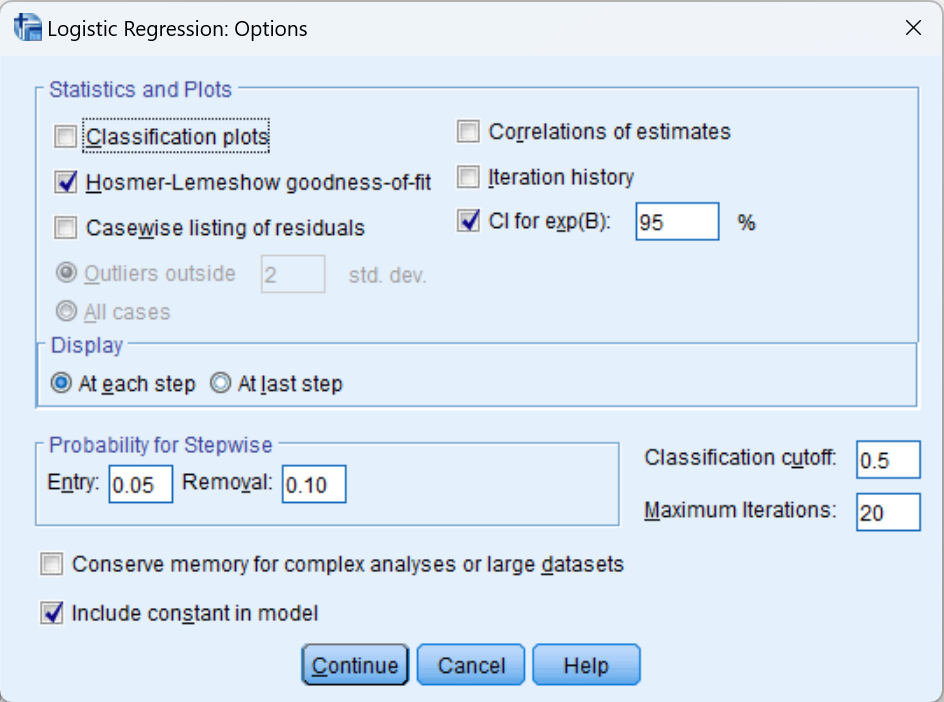 Logistic Regression: Options
Statistics and Plots
Classification plots
Correlations of estimates
Hosmer-Lemeshow goodness-of-fit
Iteration history
Casewise listing of residuals
CI for exp(B): 95 %
Outliers outside 2 std. dev.
All cases
Display
At each step At last step
Probability for Stepwise
Entry: 0.05 Removal: 0.10
Classification cutoff: 0.5
Maximum Iterations: 20
Conserve memory for complex analyses or large datasets
Include constant in model
Continue Cancel Help